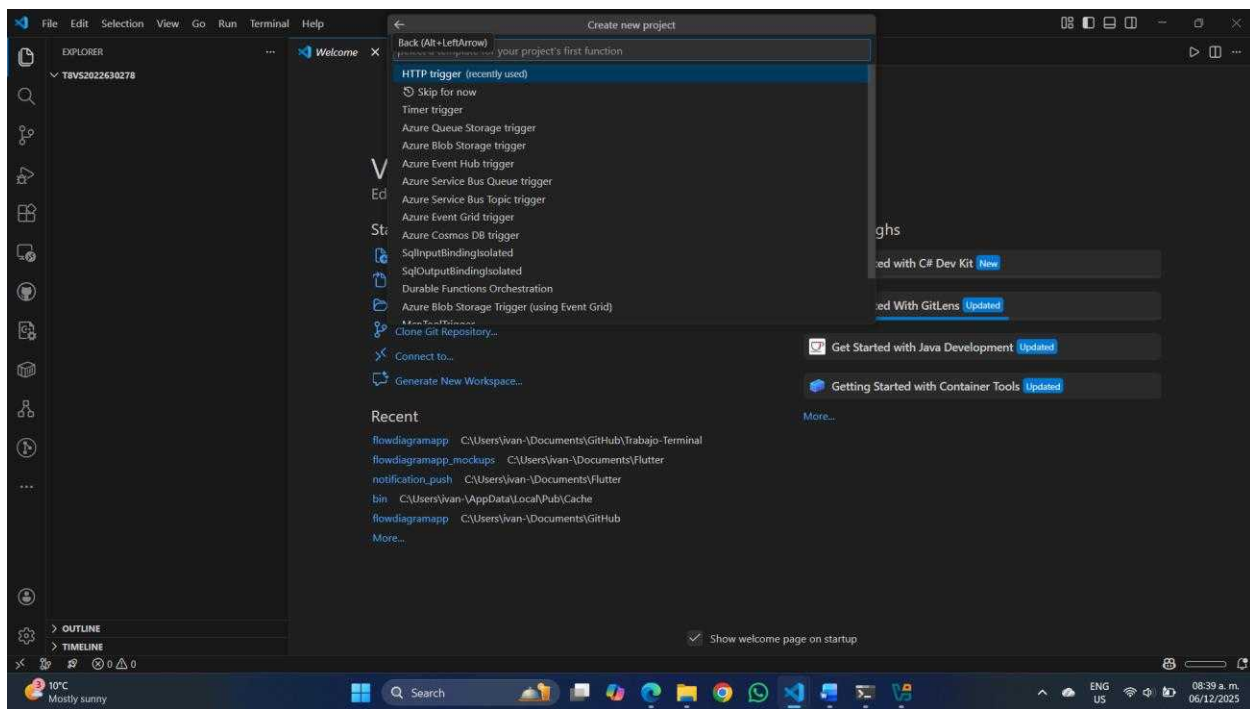 File Edit Selection View Go Run Terminal Help
Create new project
EXPLORER
T8VS2022630278
Welcome
Back (Alt+LeftArrow)
your project's first function
HTTP trigger (recently used)
Skip for now
Timer trigger
Azure Queue Storage trigger
Azure Blob Storage trigger
Azure Event Hub trigger
Azure Service Bus Queue trigger
Azure Service Bus Topic trigger
Azure Event Grid trigger
Azure Cosmos DB trigger
SqlInputBindingIsolated
SqlOutputBindingIsolated
Durable Functions Orchestration
Azure Blob Storage Trigger (using Event Grid)
Clone Git Repository...
Connect to...
Generate New Workspace...
Recent
flowdiagramapp C:\Users\ivan-\Documents\GitHub\Trabajo-Terminal
flowdiagramapp_mockups C:\Users\ivan-\Documents\Flutter
notification_push C:\Users\ivan-\Documents\Flutter
bin C:\Users\ivan-\AppData\Local\Pub\Cache
flowdiagramapp C:\Users\ivan-\Documents\GitHub
More...
ghs
ed with C# Dev Kit New
ed With GitLens Updated
Get Started with Java Development Updated
Getting Started with Container Tools Updated
More...
Show welcome page on startup
OUTLINE
TIMELINE
0 0
10°C
Mostly sunny
Search
ENG
US
08:39 a. m.
06/12/2025